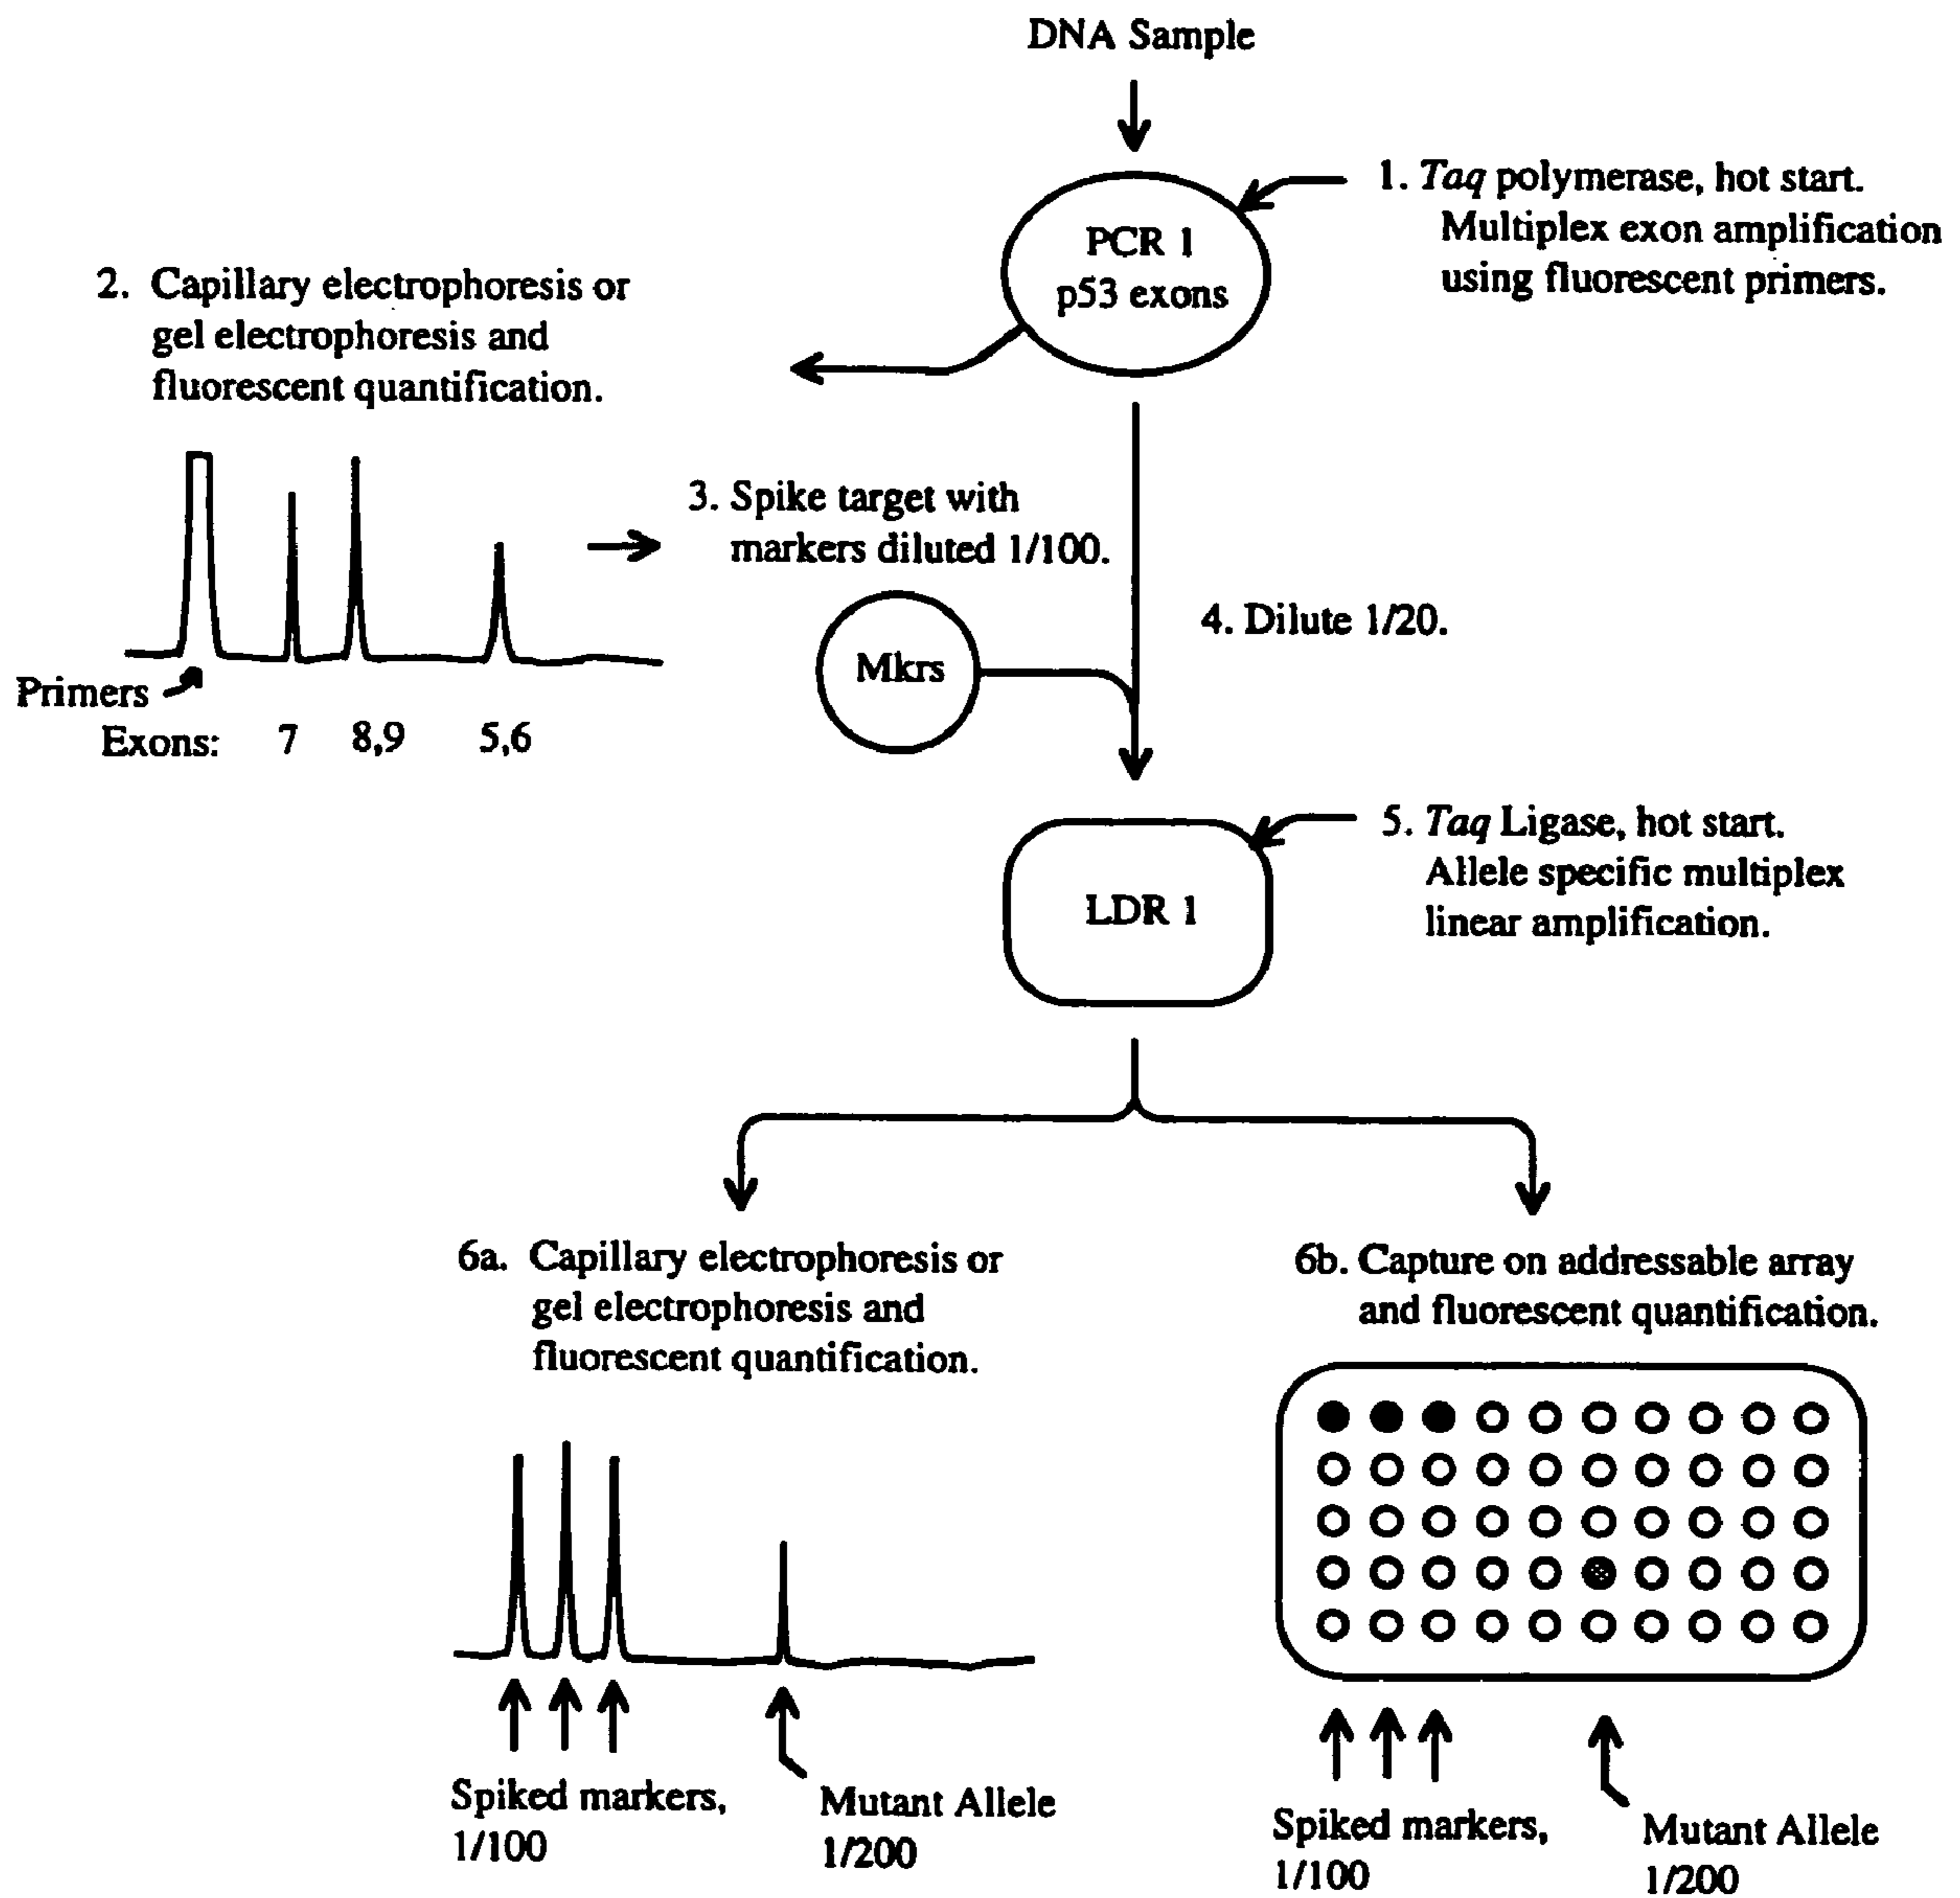 DNA Sample
1. Taq polymerase, hot start.
Multiplex exon amplification
using fluorescent primers.
PCR 1
p53 exons
2. Capillary electrophoresis or
gel electrophoresis and
fluorescent quantification.
Primers
Exons: 7 8,9 5,6
3. Spike target with
markers diluted 1/100.
Mkrs
4. Dilute 1/20.
5. Taq Ligase, hot start.
Allele specific multiplex
linear amplification.
LDR 1
6a. Capillary electrophoresis or
gel electrophoresis and
fluorescent quantification.
Spiked markers,
1/100
Mutant Allele
1/200
6b. Capture on addressable array
and fluorescent quantification.
Spiked markers,
1/100
Mutant Allele
1/200